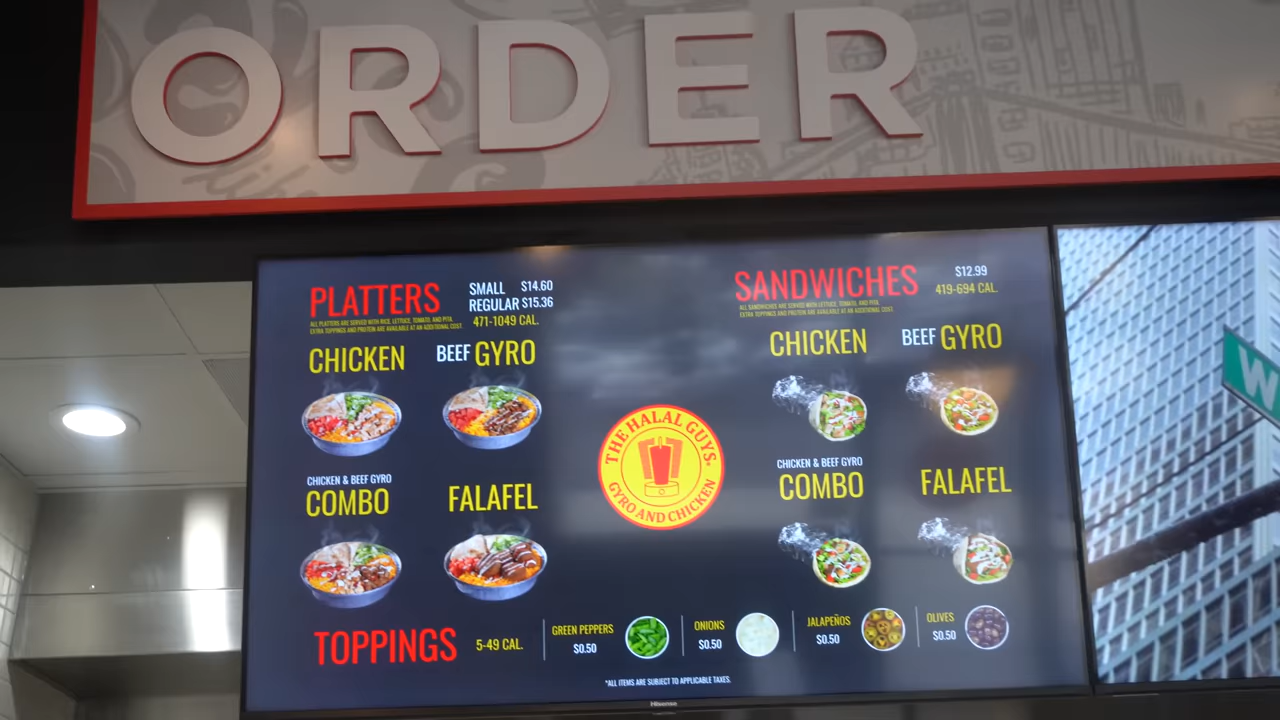 ORDER
PLATTERS
SMALL $14.60
REGULAR $15.36
471-1049 CAL.
ALL PLATTERS ARE SERVED WITH RICE, LETTUCE, TOMATO, AND PITA.
EXTRA TOPPINGS AND PROTEIN ARE AVAILABLE AT AN ADDITIONAL COST.
CHICKEN
BEEF GYRO
CHICKEN & BEEF GYRO
COMBO
FALAFEL
THE HALAL GUYS
GYRO AND CHICKEN
SANDWICHES
$12.99
419-694 CAL.
ALL SANDWICHES ARE SERVED WITH LETTUCE, TOMATO, AND PITA.
EXTRA TOPPINGS AND PROTEIN ARE AVAILABLE AT AN ADDITIONAL COST.
CHICKEN
BEEF GYRO
CHICKEN & BEEF GYRO
COMBO
FALAFEL
TOPPINGS
5-49 CAL.
GREEN PEPPERS
$0.50
ONIONS
$0.50
JALAPEÑOS
$0.50
OLIVES
$0.50
*ALL ITEMS ARE SUBJECT TO APPLICABLE TAXES.
Hisense
W